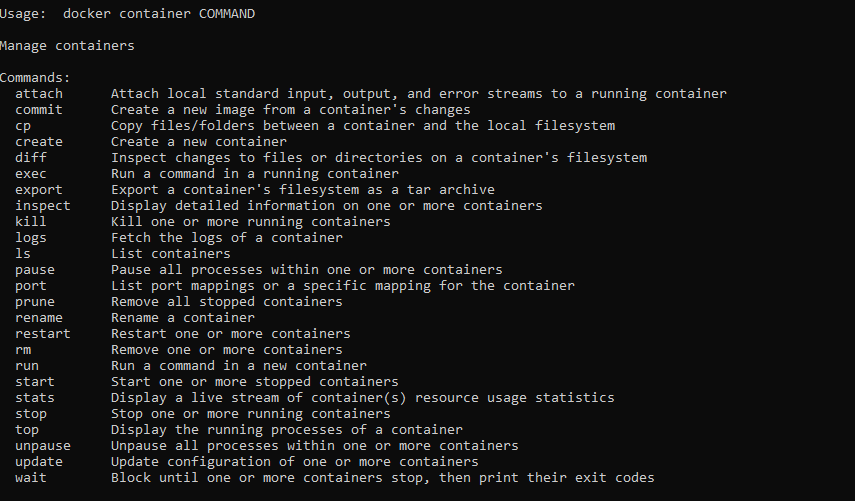 Usage:  docker container COMMAND
Manage containers
Commands:
  attach      Attach local standard input, output, and error streams to a running container
  commit      Create a new image from a container's changes
  cp          Copy files/folders between a container and the local filesystem
  create      Create a new container
  diff        Inspect changes to files or directories on a container's filesystem
  exec        Run a command in a running container
  export      Export a container's filesystem as a tar archive
  inspect     Display detailed information on one or more containers
  kill        Kill one or more running containers
  logs        Fetch the logs of a container
  ls          List containers
  pause       Pause all processes within one or more containers
  port        List port mappings or a specific mapping for the container
  prune       Remove all stopped containers
  rename      Rename a container
  restart     Restart one or more containers
  rm          Remove one or more containers
  run         Run a command in a new container
  start       Start one or more stopped containers
  stats       Display a live stream of container(s) resource usage statistics
  stop        Stop one or more running containers
  top         Display the running processes of a container
  unpause     Unpause all processes within one or more containers
  update      Update configuration of one or more containers
  wait        Block until one or more containers stop, then print their exit codes